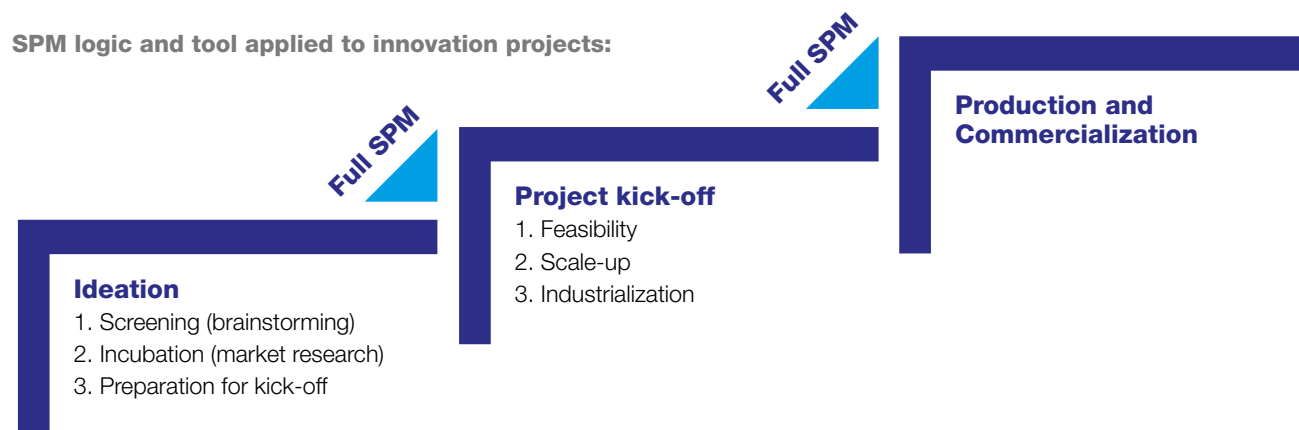 SPM logic and tool applied to innovation projects:
Full SPM
Full SPM
Production and
Commercialization
Project kick-off
1. Feasibility
2. Scale-up
3. Industrialization
Ideation
1. Screening (brainstorming)
2. Incubation (market research)
3. Preparation for kick-off